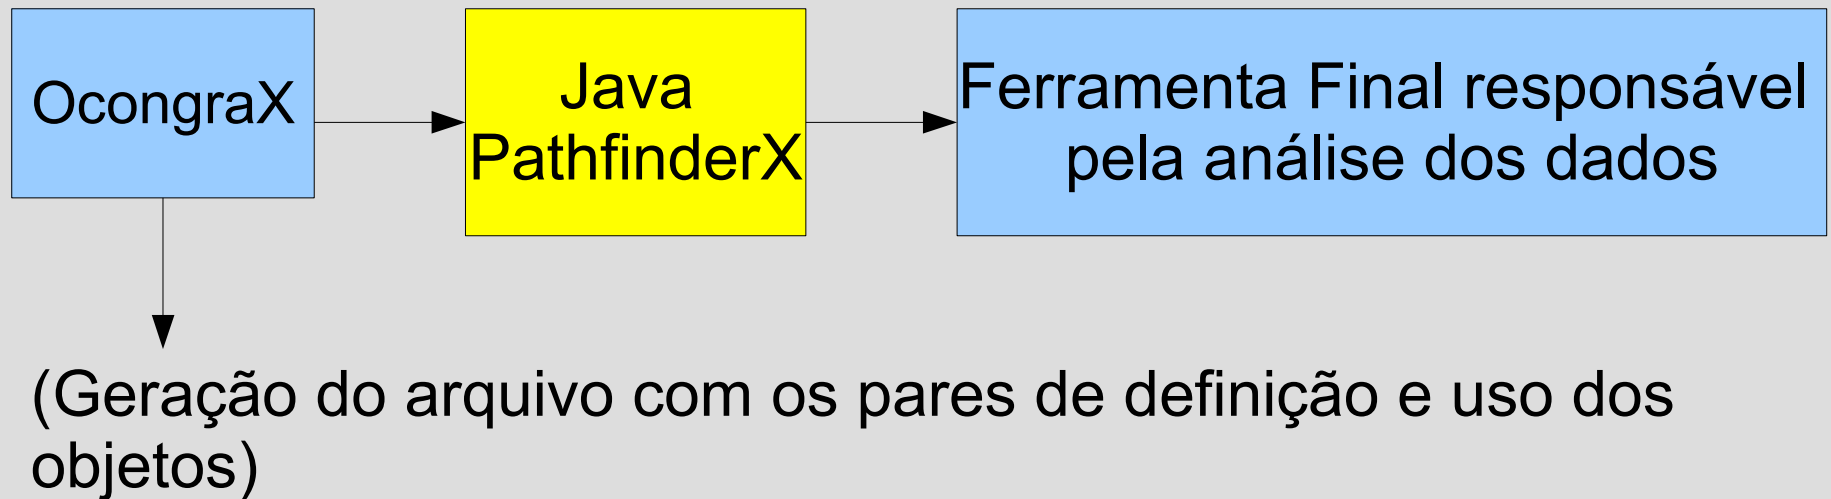 OcongraX
Java
PathfinderX
Ferramenta Final responsável
pela análise dos dados
(Geração do arquivo com os pares de definição e uso dos
objetos)